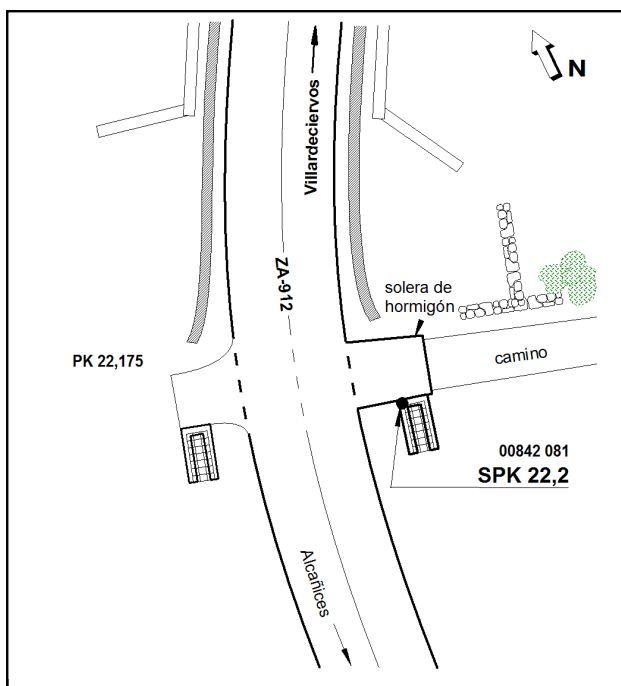 N
Villardeciervos
ZA-912
solera de
hormigón
PK 22,175
camino
00842 081
SPK 22,2
Alcañices